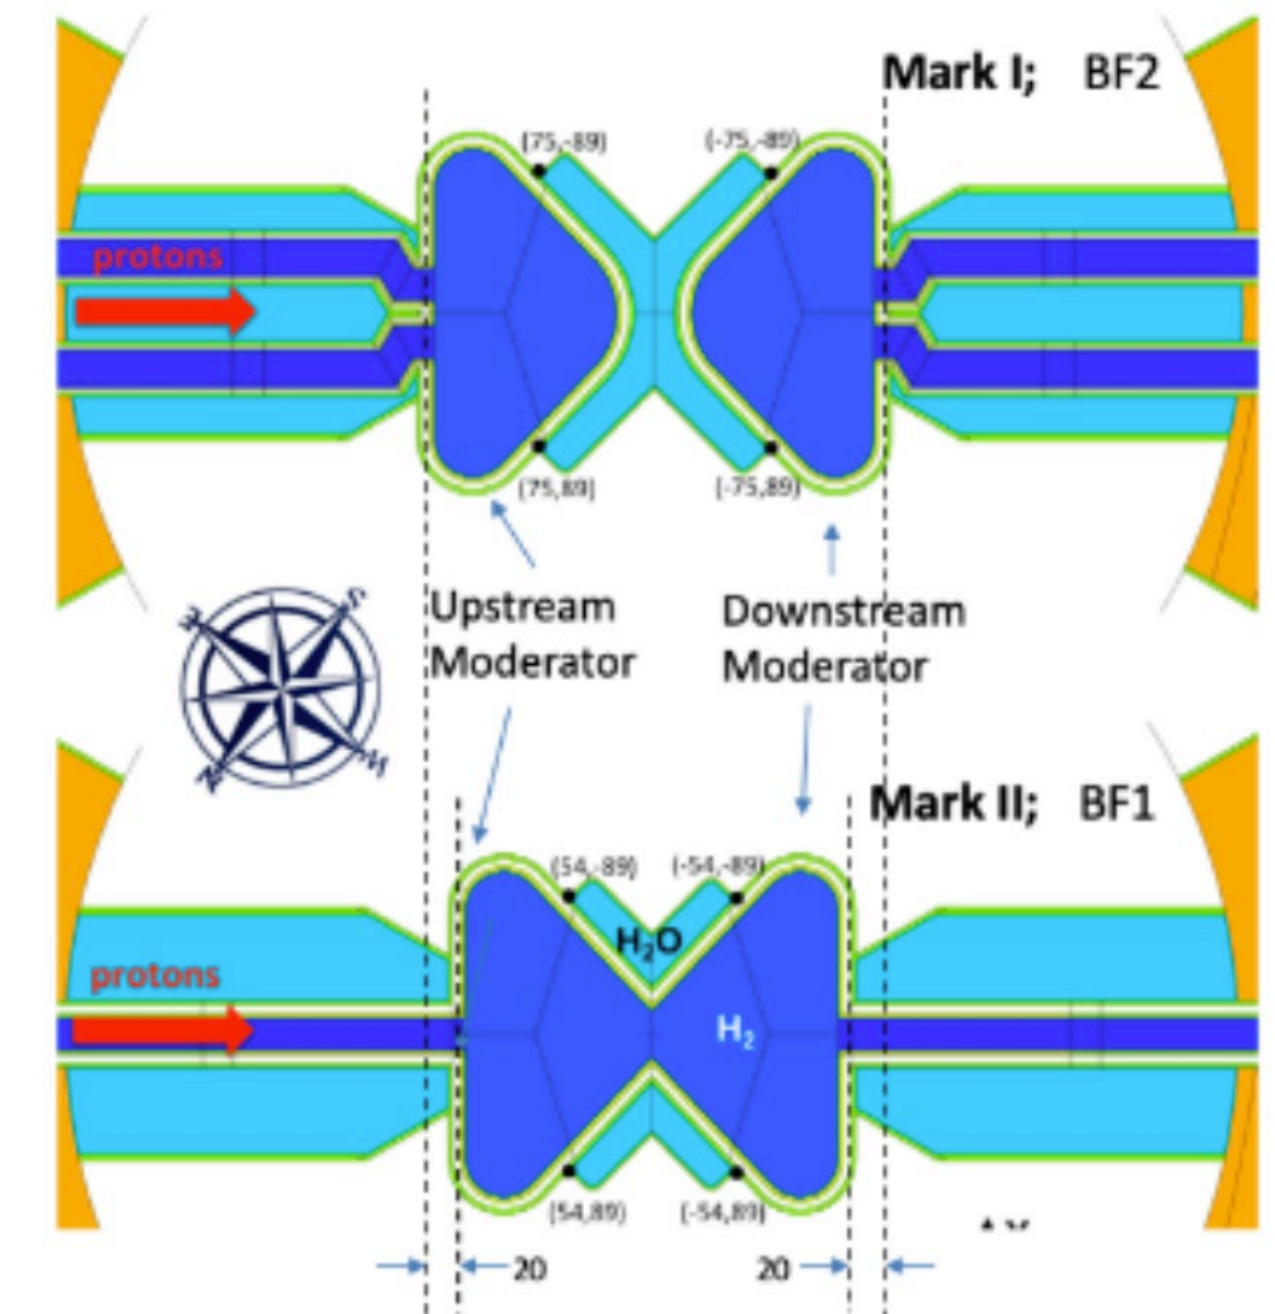 Mark I; BF2
(75,-89) (-75,-89)
protons
(75,89) (-75,89)
Upstream
Moderator
Downstream
Moderator
S
N
Mark II; BF1
(54,-89) (-54,-89)
H₂O
protons
H₂
(54,89) (-54,89)
20 20